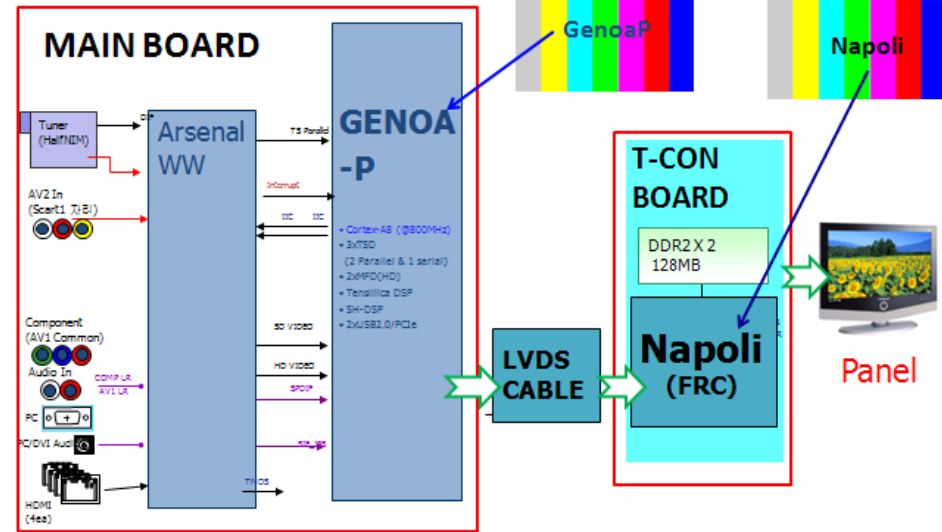 MAIN BOARD
GenoaP
Napoli
Tuner
(HalfNIM)
Arsenal
WW
TS Parallel
GENOA
-P
Interrupt
AV2 In
(Scart1 자리)
IIC IIC
• Cortex-A8 (@800MHz)
• 3xTSD
(2 Parallel & 1 serial)
• 2xMFD(HD)
• Tensillica DSP
• SH-DSP
• 2xUSB2.0/PCIe
Component
(AV1 Common)
Audio In
COMP LR
AV1 LR
PC
PC/DVI Audi
HDMI
(4ea)
SD VIDEO
HD VIDEO
SPDIF
TMDS
LVDS
CABLE
T-CON
BOARD
DDR2 X 2
128MB
Napoli
(FRC)
Panel